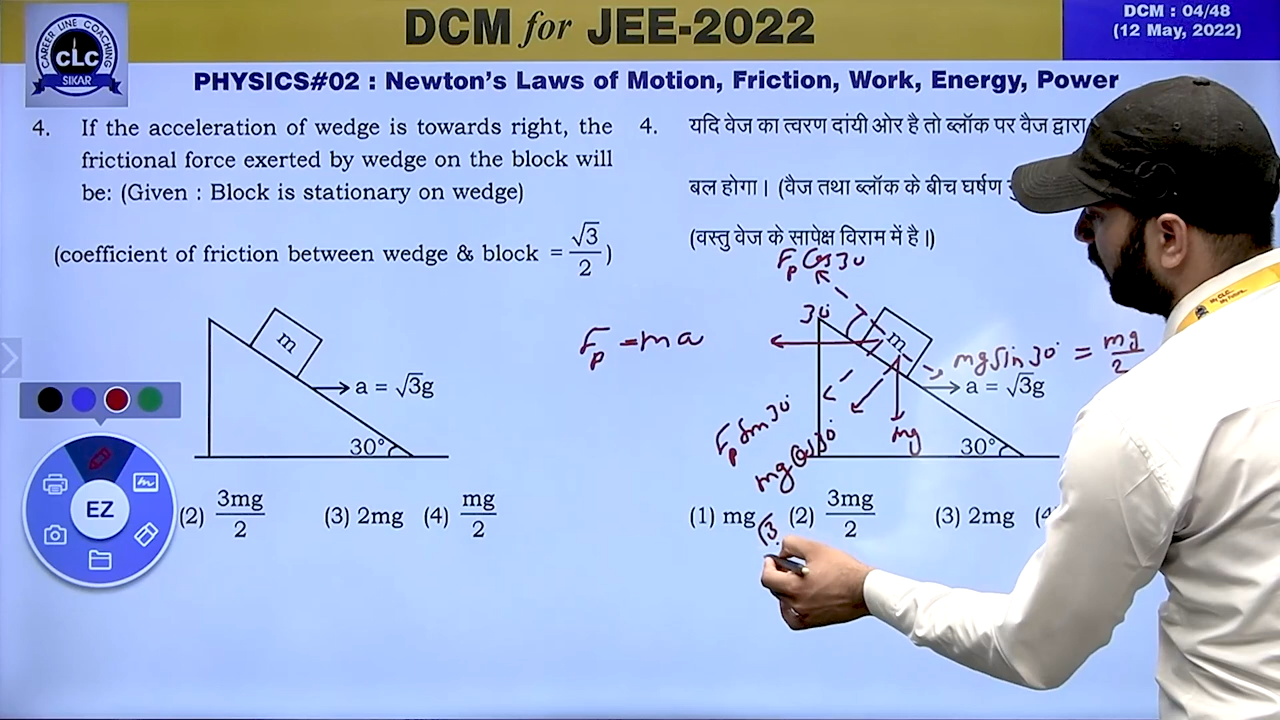 DCM for JEE-2022
DCM : 04/48
(12 May, 2022)
CAREER LINE COACHING
CLC
SIKAR
PHYSICS#02 : Newton's Laws of Motion, Friction, Work, Energy, Power
4. If the acceleration of wedge is towards right, the
frictional force exerted by wedge on the block will
be: (Given : Block is stationary on wedge)
(coefficient of friction between wedge & block = √3/2)
m
a = √3g
30°
(2) 3mg/2 (3) 2mg (4) mg/2
EZ
4. यदि वेज का त्वरण दांयी ओर है तो ब्लॉक पर वैज द्वारा
बल होगा। (वैज तथा ब्लॉक के बीच घर्षण
(वस्तु वेज के सापेक्ष विराम में है।)
Fp Cos 30
30°
Fp = ma
m
mg sin 30° = mg/2
a = √3g
Fp sin 30°
mg cos 30°
mg
30°
(1) mg (2) 3mg/2 (3) 2mg
√3
My CLC...
My Future...